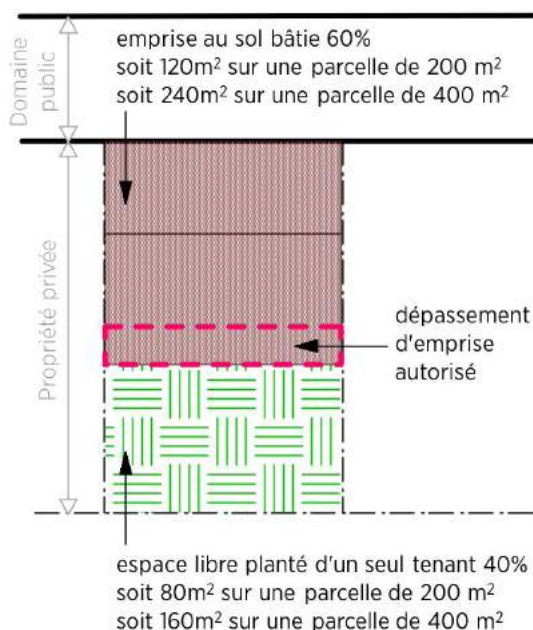 Domaine
public
emprise au sol bâtie 60%
soit 120m² sur une parcelle de 200 m²
soit 240m² sur une parcelle de 400 m²
Propriété privée
dépassement
d'emprise
autorisé
espace libre planté d'un seul tenant 40%
soit 80m² sur une parcelle de 200 m²
soit 160m² sur une parcelle de 400 m²